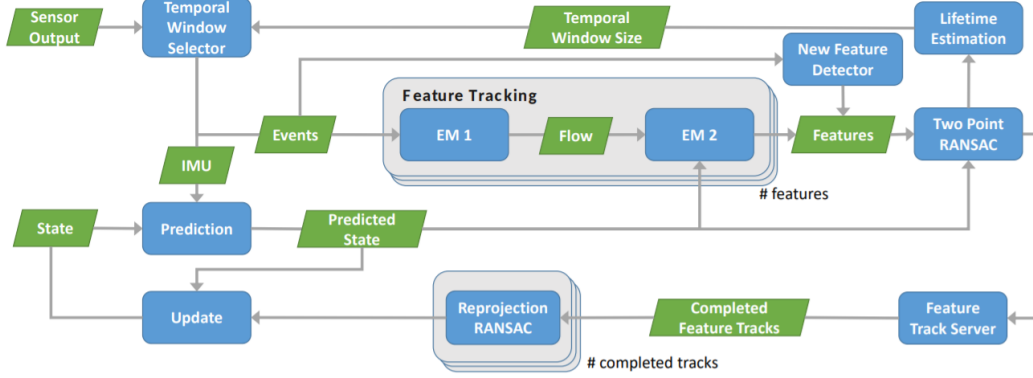 Sensor
Output
Temporal
Window
Selector
Temporal
Window Size
Lifetime
Estimation
New Feature
Detector
Feature Tracking
Events
EM 1
Flow
EM 2
Features
Two Point
RANSAC
IMU
# features
State
Prediction
Predicted
State
Update
Reprojection
RANSAC
Completed
Feature Tracks
Feature
Track Server
# completed tracks